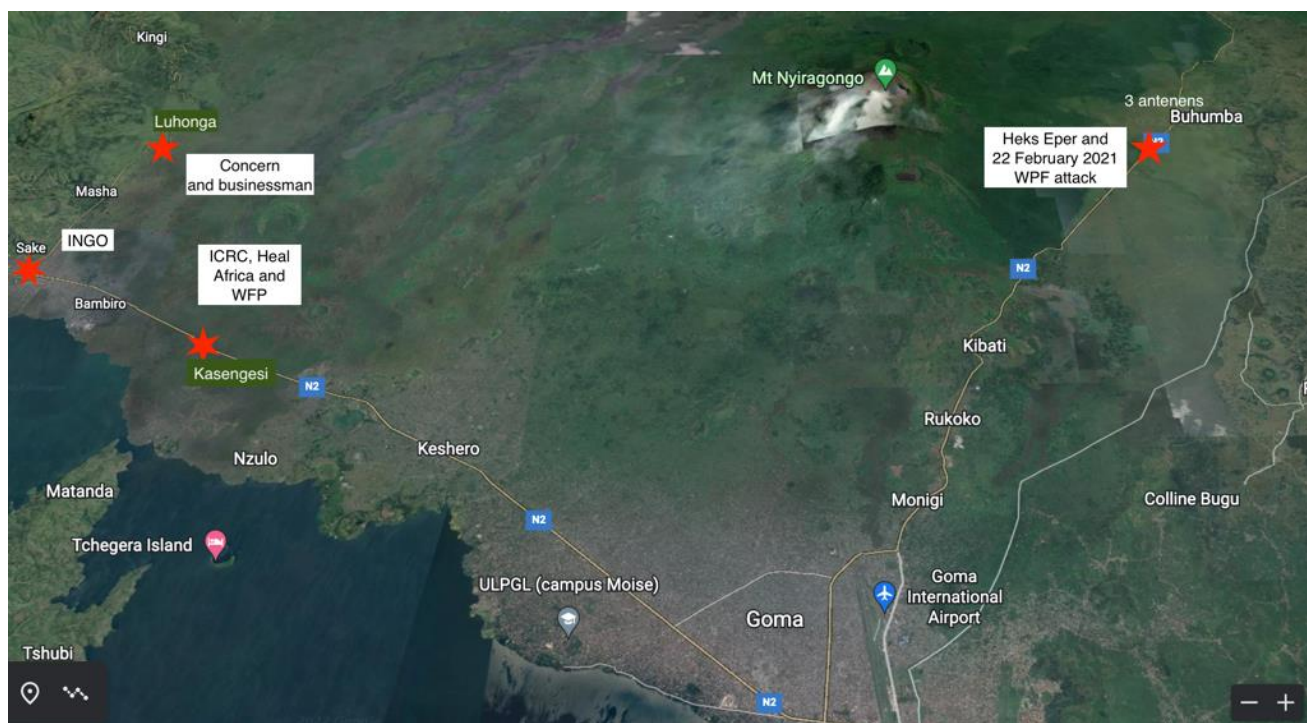 Kingi
Mt Nyiragongo
3 antenens
Buhumba
Luhonga
Heks Eper and
22 February 2021
WPF attack
Concern
and businessman
Masha
INGO
Sake
ICRC, Heal
Africa and
WFP
N2
Bambiro
Kibati
Kasengesi
N2
Rukoko
Keshero
Nzulo
Matanda
Monigi
Colline Bugu
N2
Tchegera Island
ULPGL (campus Moise)
Goma
International
Airport
Goma
Tshubi
N2